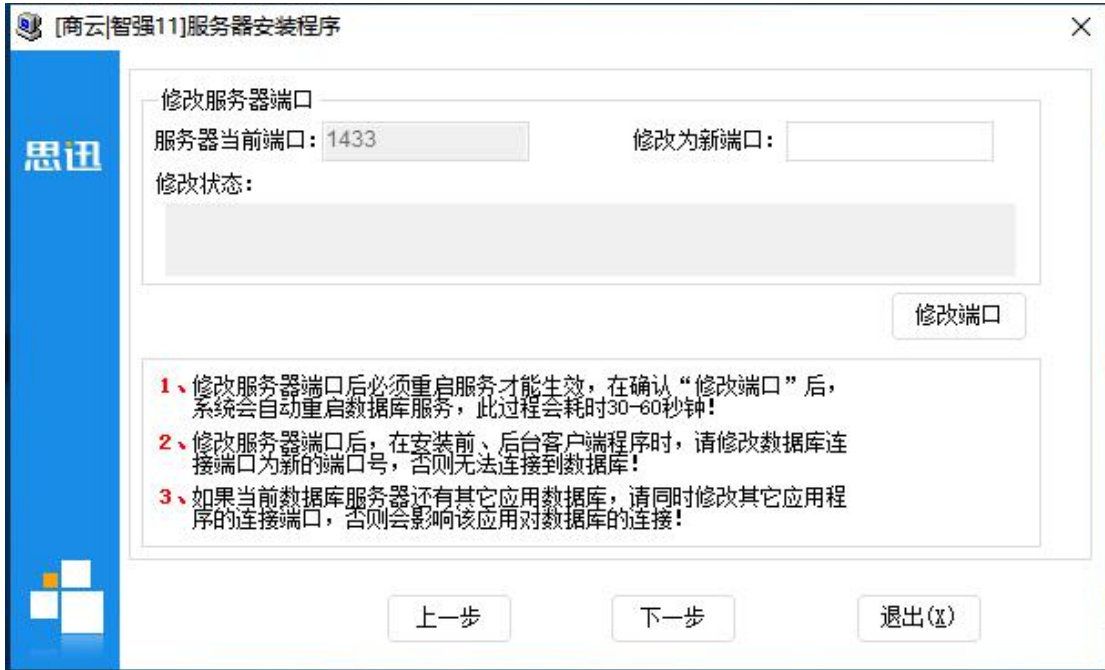 [商云|智强11]服务器安装程序
思迅
修改服务器端口
服务器当前端口：1433
修改为新端口：
修改状态：
修改端口
1、修改服务器端口后必须重启服务才能生效，在确认“修改端口”后，
系统会自动重启数据库服务，此过程会耗时30-60秒钟！
2、修改服务器端口后，在安装前、后台客户端程序时，请修改数据库连
接端口为新的端口号，否则无法连接到数据库！
3、如果当前数据库服务器还有其它应用数据库，请同时修改其它应用程
序的连接端口，否则会影响该应用对数据库的连接！
上一步
下一步
退出(X)